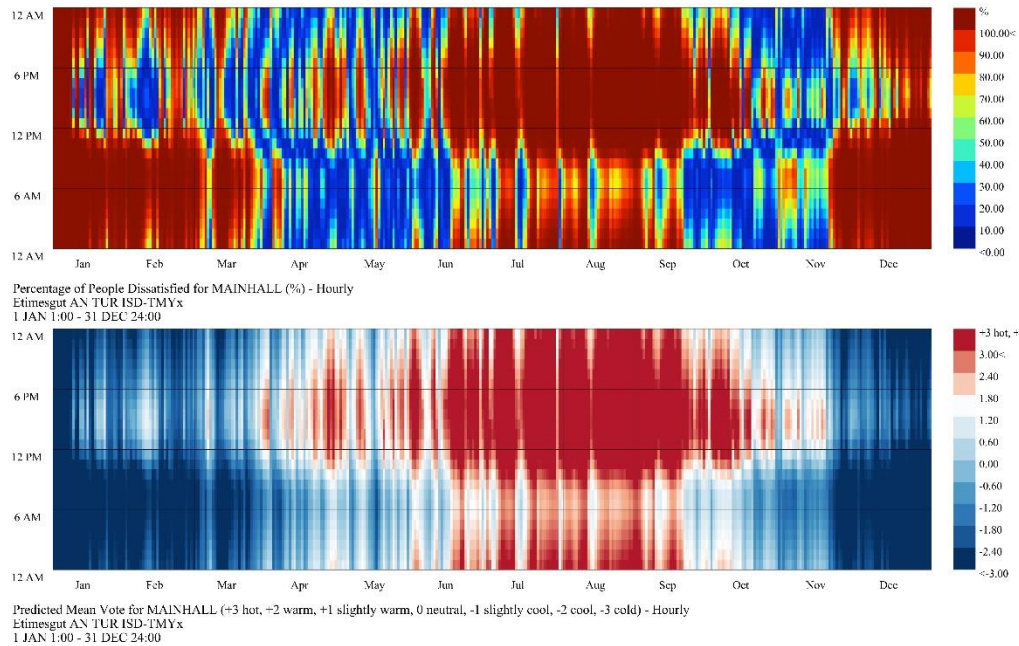 12 AM
6 PM
12 PM
6 AM
12 AM
Jan Feb Mar Apr May Jun Jul Aug Sep Oct Nov Dec
%
100.00<
90.00
80.00
70.00
60.00
50.00
40.00
30.00
20.00
10.00
<0.00
Percentage of People Dissatisfied for MAINHALL (%) - Hourly
Etimesgut AN TUR ISD-TMYx
1 JAN 1:00 - 31 DEC 24:00
12 AM
6 PM
12 PM
6 AM
12 AM
Jan Feb Mar Apr May Jun Jul Aug Sep Oct Nov Dec
+3 hot, +
3.00<
2.40
1.80
1.20
0.60
0.00
-0.60
-1.20
-1.80
-2.40
<-3.00
Predicted Mean Vote for MAINHALL (+3 hot, +2 warm, +1 slightly warm, 0 neutral, -1 slightly cool, -2 cool, -3 cold) - Hourly
Etimesgut AN TUR ISD-TMYx
1 JAN 1:00 - 31 DEC 24:00